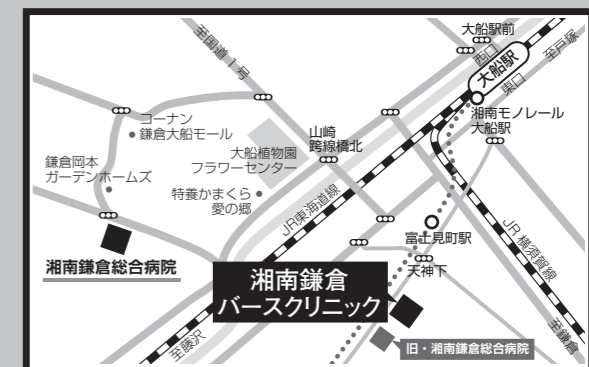 大船駅前
至国道1号
西口
至戸塚
大船駅
東口
コーナン
鎌倉大船モール
山崎
跨線橋北
湘南モノレール
大船駅
大船植物園
フラワーセンター
鎌倉岡本
ガーデンホームズ
特養かまくら
愛の郷
JR東海道線
富士見町駅
JR横須賀線
湘南鎌倉総合病院
天神下
湘南鎌倉
バースクリニック
至藤沢
至鎌倉
旧・湘南鎌倉総合病院